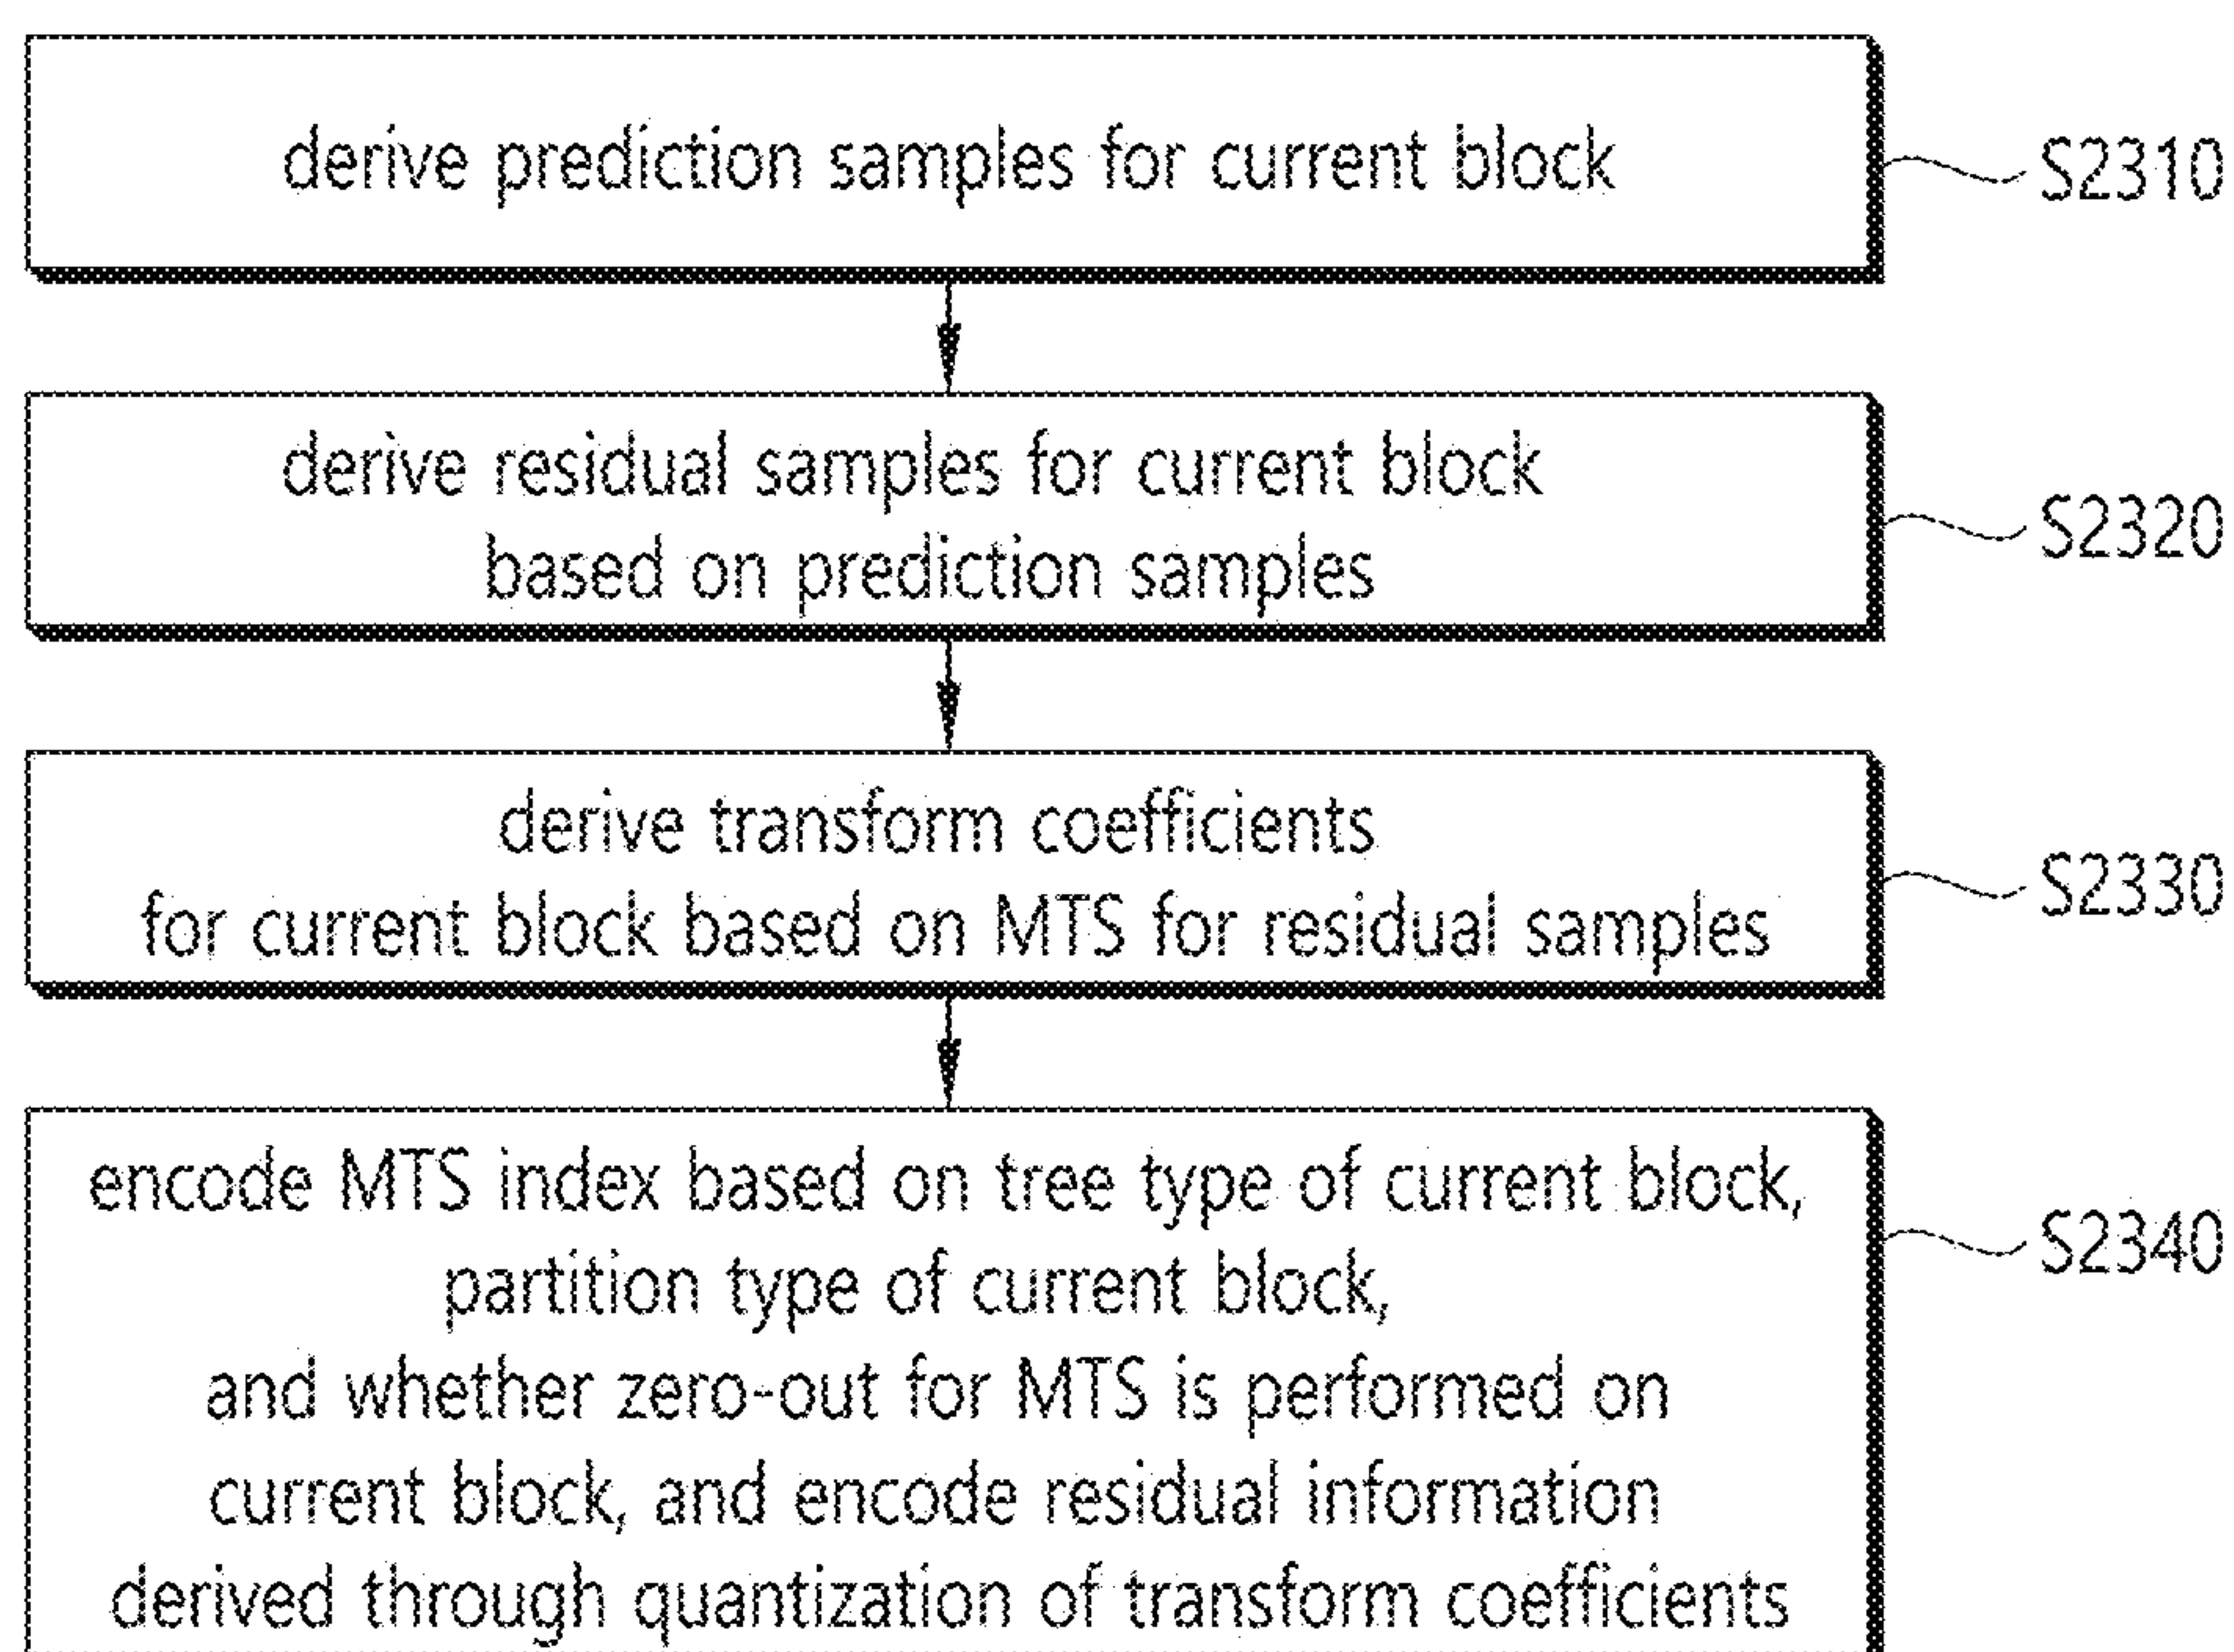 derive prediction samples for current block
S2310
derive residual samples for current block
based on prediction samples
S2320
derive transform coefficients
for current block based on MTS for residual samples
S2330
encode MTS index based on tree type of current block,
partition type of current block,
and whether zero-out for MTS is performed on
current block, and encode residual information
derived through quantization of transform coefficients
S2340